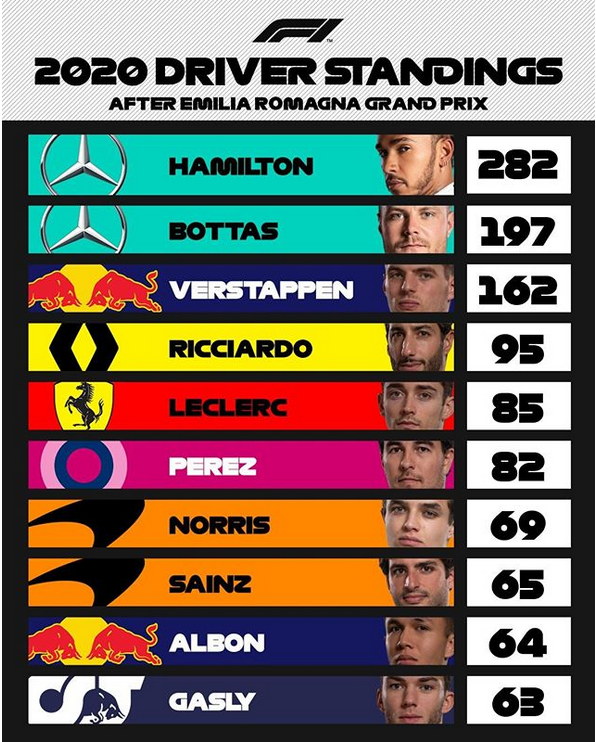 F1™
2020 DRIVER STANDINGS
AFTER EMILIA ROMAGNA GRAND PRIX
HAMILTON 282
BOTTAS 197
VERSTAPPEN 162
RICCIARDO 95
LECLERC 85
PEREZ 82
NORRIS 69
SAINZ 65
ALBON 64
GASLY 63